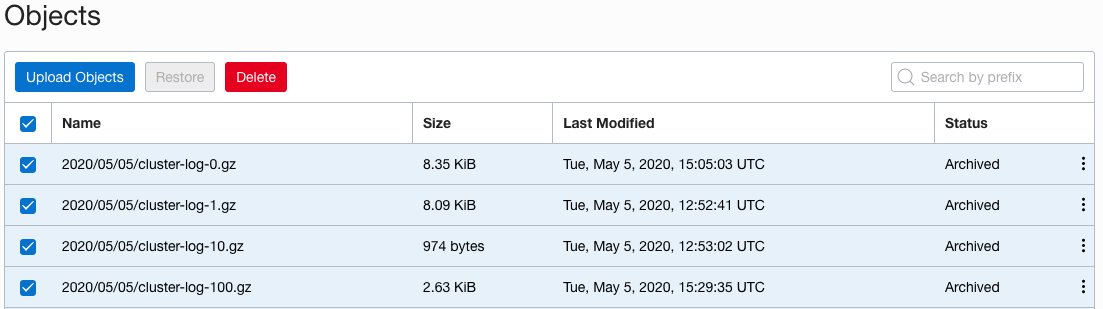 Objects
Upload Objects Restore Delete Search by prefix
Name Size Last Modified Status
2020/05/05/cluster-log-0.gz 8.35 KiB Tue, May 5, 2020, 15:05:03 UTC Archived
2020/05/05/cluster-log-1.gz 8.09 KiB Tue, May 5, 2020, 12:52:41 UTC Archived
2020/05/05/cluster-log-10.gz 974 bytes Tue, May 5, 2020, 12:53:02 UTC Archived
2020/05/05/cluster-log-100.gz 2.63 KiB Tue, May 5, 2020, 15:29:35 UTC Archived